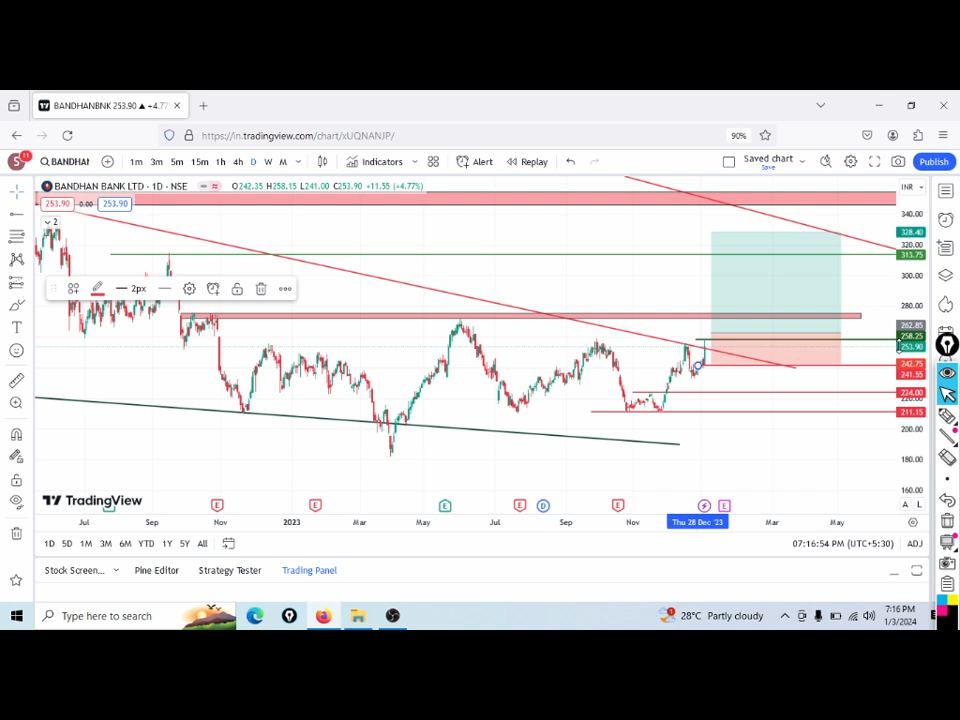 BANDHANBNK 253.90 ▲ +4.77
https://in.tradingview.com/chart/xUQNANJP/
90%
S 11 BANDHAN 1m 3m 5m 15m 1h 4h D W M Indicators Alert Replay Saved chart Save Publish
BANDHAN BANK LTD · 1D · NSE O242.35 H258.15 L241.00 C253.90 +11.55 (+4.77%) INR
253.90 0.00 253.90
2
340.00
328.40
320.00
313.75
300.00
2px
280.00
262.85
258.25
253.90
242.75
241.55
224.00
211.15
200.00
180.00
160.00
TradingView
E E E E E D E E
A L
Jul Sep Nov 2023 Mar May Jul Sep Nov Thu 28 Dec '23 Mar May
1D 5D 1M 3M 6M YTD 1Y 5Y All 07:16:54 PM (UTC+5:30) ADJ
Stock Screen... Pine Editor Strategy Tester Trading Panel
Type here to search 28°C Partly cloudy 7:16 PM
1/3/2024